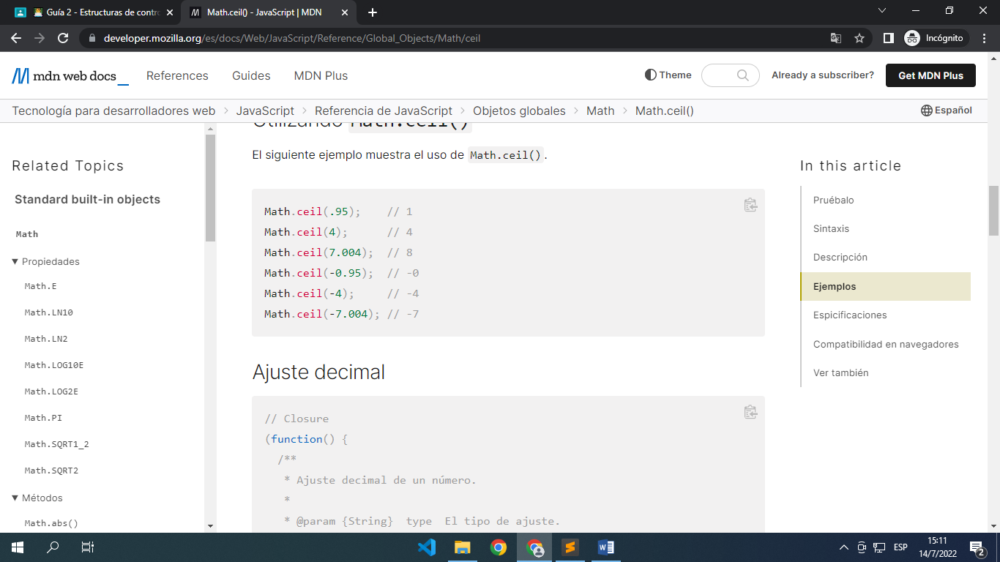 Guía 2 - Estructuras de contro
Math.ceil() - JavaScript | MDN
developer.mozilla.org/es/docs/Web/JavaScript/Reference/Global_Objects/Math/ceil
Incógnito
mdn web docs_
References
Guides
MDN Plus
Theme
Already a subscriber?
Get MDN Plus
Tecnología para desarrolladores web > JavaScript > Referencia de JavaScript > Objetos globales > Math > Math.ceil()
Español
Related Topics
Standard built-in objects
Math
▼ Propiedades
Math.E
Math.LN10
Math.LN2
Math.LOG10E
Math.LOG2E
Math.PI
Math.SQRT1_2
Math.SQRT2
▼ Métodos
Math.abs()
Utilizando Math.ceil()
El siguiente ejemplo muestra el uso de Math.ceil().
Math.ceil(.95);    // 1
Math.ceil(4);      // 4
Math.ceil(7.004);  // 8
Math.ceil(-0.95);  // -0
Math.ceil(-4);     // -4
Math.ceil(-7.004); // -7
Ajuste decimal
// Closure
(function() {
  /**
   * Ajuste decimal de un número.
   *
   * @param {String}  type  El tipo de ajuste.
In this article
Pruébalo
Sintaxis
Descripción
Ejemplos
Espicificaciones
Compatibilidad en navegadores
Ver también
ESP
15:11
14/7/2022
2